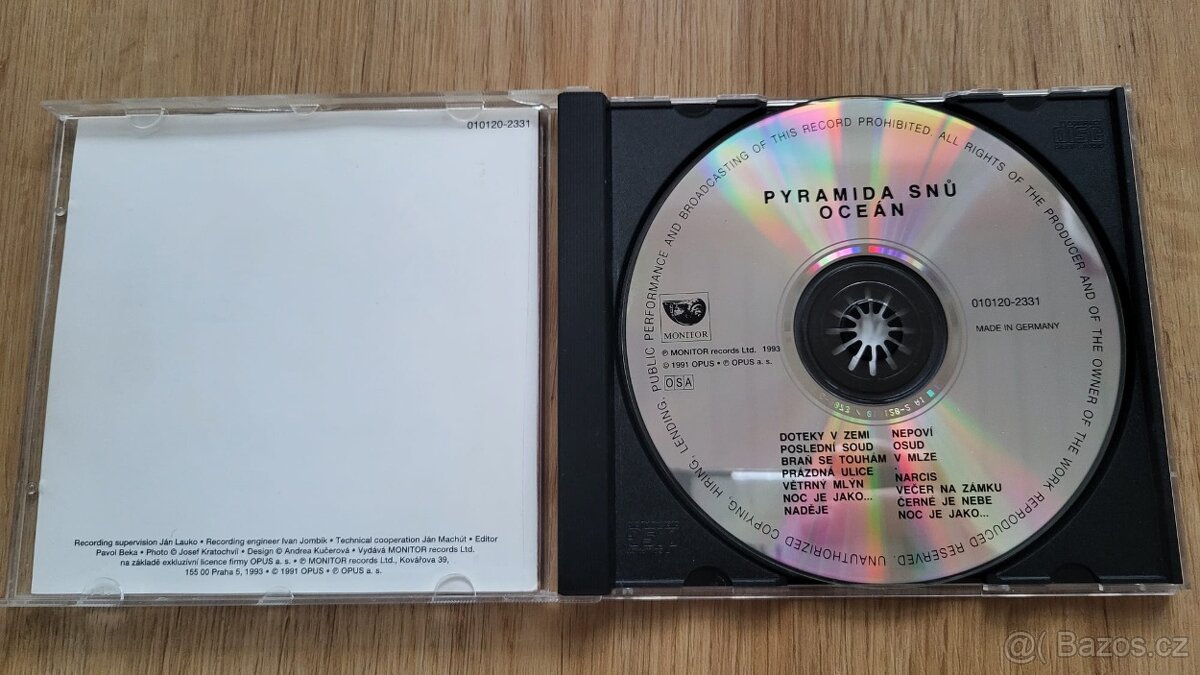 010120-2331
Recording supervision Ján Lauko • Recording engineer Ivan Jombík • Technical cooperation Ján Machút • Editor
Pavol Beka • Photo © Josef Kratochvíl • Design © Andrea Kučerová • Vydává MONITOR records Ltd.
na základě exkluzivní licence firmy OPUS a. s. • ℗ MONITOR records Ltd., Kovářova 39,
155 00 Praha 5, 1993 • © 1991 OPUS • ℗ OPUS a. s.
UNAUTHORIZED COPYING, HIRING, LENDING, PUBLIC PERFORMANCE AND BROADCASTING OF THIS RECORD PROHIBITED. ALL RIGHTS OF THE PRODUCER AND OF THE OWNER OF THE WORK REPRODUCED RESERVED.
PYRAMIDA SNŮ
OCEÁN
MONITOR
010120-2331
MADE IN GERMANY
℗ MONITOR records Ltd. 1993
© 1991 OPUS • ℗ OPUS a. s.
OSA
DOTEKY V ZEMI NEPOVÍ
POSLEDNÍ SOUD OSUD
BRAŇ SE TOUHÁM V MLZE
PRÁZDNÁ ULICE .
VĚTRNÝ MLÝN NARCIS
NOC JE JAKO... VEČER NA ZÁMKU
NADĚJE ČERNÉ JE NEBE
NOC JE JAKO...
@( Bazos.cz